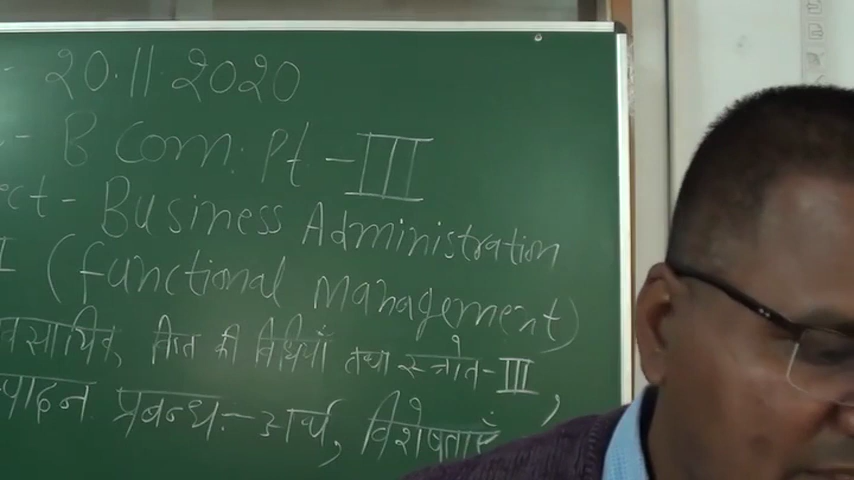 - 20.11.2020
- B Com. Pt - III
ect - Business Administration
I (functional management)
वसायिक वित्त की विधियाँ तथा स्त्रोत-III,
पादन प्रबन्ध:- अर्थ, विशेषताएँ